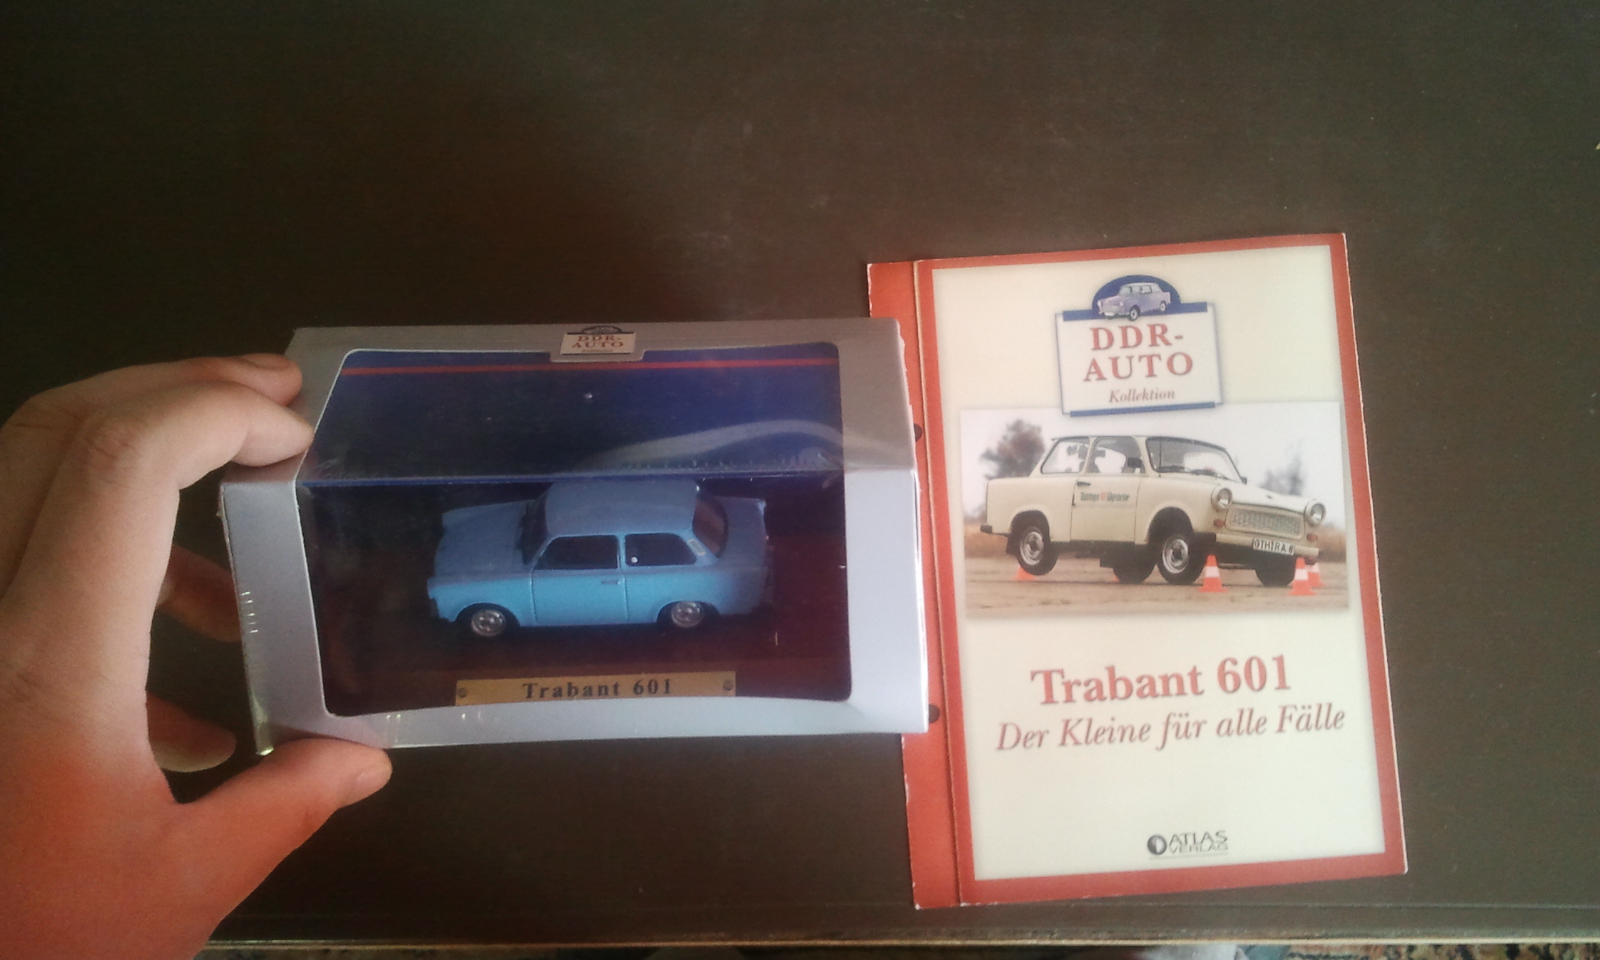 DDR-
AUTO
Trabant 601
DDR-
AUTO
Kollektion
Trabant 601
Der Kleine für alle Fälle
ATLAS
VERLAG